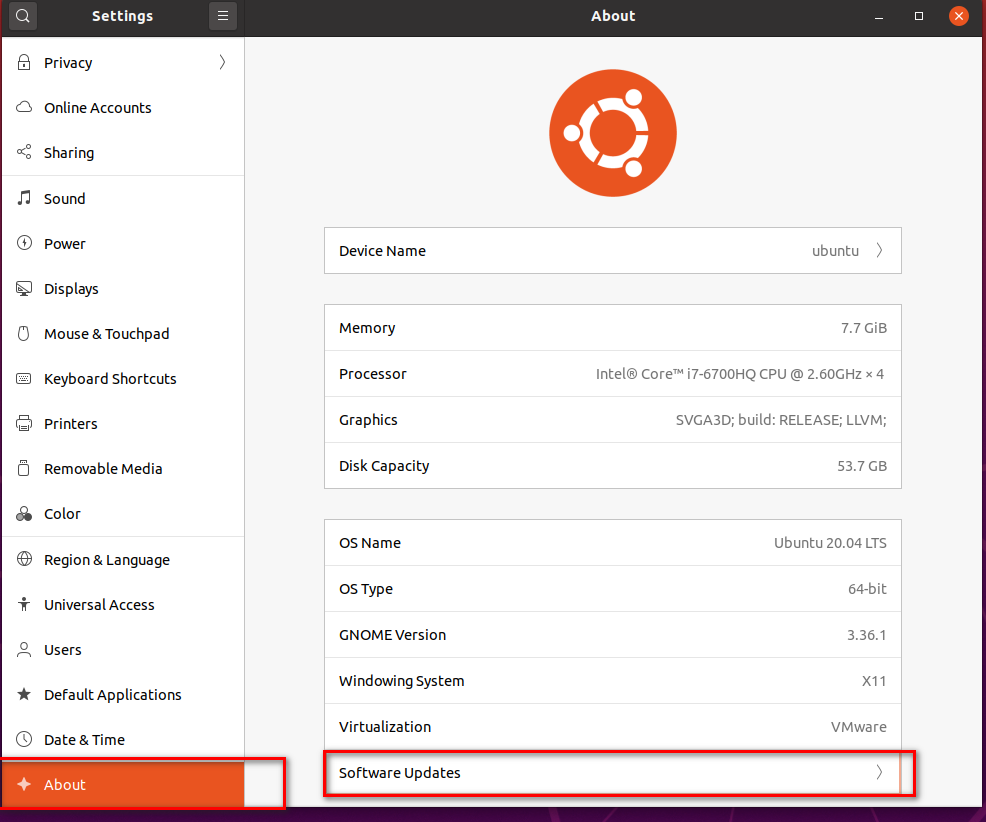 Settings
About
Privacy
Online Accounts
Sharing
Sound
Power
Displays
Mouse & Touchpad
Keyboard Shortcuts
Printers
Removable Media
Color
Region & Language
Universal Access
Users
Default Applications
Date & Time
About
Device Name ubuntu
Memory 7.7 GiB
Processor Intel® Core™ i7-6700HQ CPU @ 2.60GHz × 4
Graphics SVGA3D; build: RELEASE; LLVM;
Disk Capacity 53.7 GB
OS Name Ubuntu 20.04 LTS
OS Type 64-bit
GNOME Version 3.36.1
Windowing System X11
Virtualization VMware
Software Updates